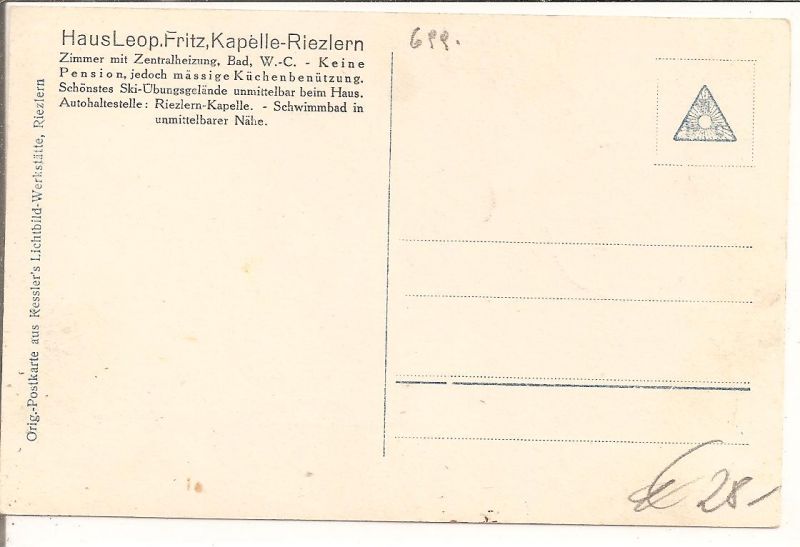 Haus Leop. Fritz, Kapelle-Riezlern
Zimmer mit Zentralheizung, Bad, W.-C. - Keine
Pension, jedoch mässige Küchenbenützung.
Schönstes Ski-Übungsgelände unmittelbar beim Haus.
Autohaltestelle: Riezlern-Kapelle. - Schwimmbad in
unmittelbarer Nähe.
Orig.-Postkarte aus Kessler's Lichtbild-Werkstätte, Riezlern
699.
€ 28-